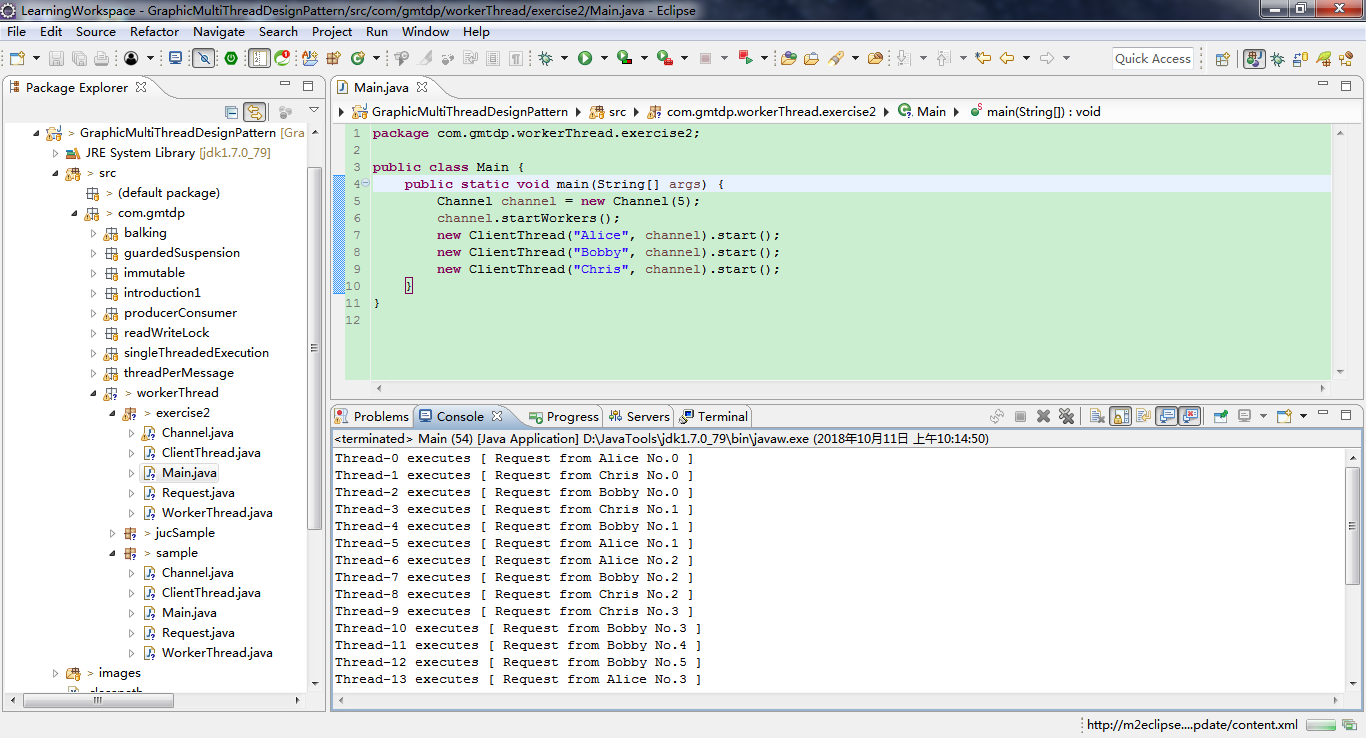 LearningWorkspace - GraphicMultiThreadDesignPattern/src/com/gmtdp/workerThread/exercise2/Main.java - Eclipse
File Edit Source Refactor Navigate Search Project Run Window Help
Quick Access
Package Explorer
> GraphicMultiThreadDesignPattern [Gra
JRE System Library [jdk1.7.0_79]
> src
> (default package)
> com.gmtdp
balking
guardedSuspension
immutable
introduction1
producerConsumer
readWriteLock
singleThreadedExecution
threadPerMessage
> workerThread
> exercise2
Channel.java
ClientThread.java
Main.java
Request.java
WorkerThread.java
> jucSample
> sample
Channel.java
ClientThread.java
Main.java
Request.java
WorkerThread.java
> images
Main.java
GraphicMultiThreadDesignPattern src com.gmtdp.workerThread.exercise2 Main main(String[]) : void
1 package com.gmtdp.workerThread.exercise2;
2
3 public class Main {
4 public static void main(String[] args) {
5 Channel channel = new Channel(5);
6 channel.startWorkers();
7 new ClientThread("Alice", channel).start();
8 new ClientThread("Bobby", channel).start();
9 new ClientThread("Chris", channel).start();
10 }
11 }
12
Problems Console Progress Servers Terminal
<terminated> Main (54) [Java Application] D:\JavaTools\jdk1.7.0_79\bin\javaw.exe (2018年10月11日 上午10:14:50)
Thread-0 executes [ Request from Alice No.0 ]
Thread-1 executes [ Request from Chris No.0 ]
Thread-2 executes [ Request from Bobby No.0 ]
Thread-3 executes [ Request from Chris No.1 ]
Thread-4 executes [ Request from Bobby No.1 ]
Thread-5 executes [ Request from Alice No.1 ]
Thread-6 executes [ Request from Alice No.2 ]
Thread-7 executes [ Request from Bobby No.2 ]
Thread-8 executes [ Request from Chris No.2 ]
Thread-9 executes [ Request from Chris No.3 ]
Thread-10 executes [ Request from Bobby No.3 ]
Thread-11 executes [ Request from Bobby No.4 ]
Thread-12 executes [ Request from Bobby No.5 ]
Thread-13 executes [ Request from Alice No.3 ]
http://m2eclipse....pdate/content.xml